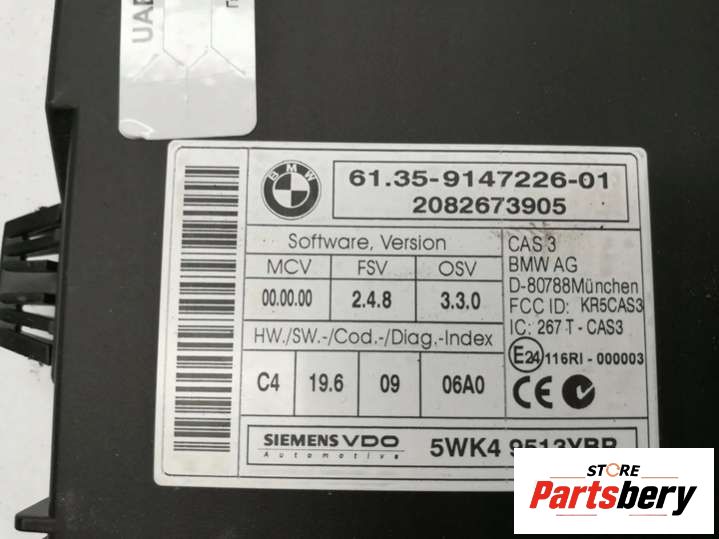 UAE
BMW
61.35-9147226-01
2082673905
Software, Version
MCV FSV OSV
00.00.00 2.4.8 3.3.0
HW./SW.-/Cod.-/Diag.-Index
C4 19.6 09 06A0
CAS 3
BMW AG
D-80788München
FCC ID: KR5CAS3
IC: 267 T - CAS3
E24 116RI - 000003
SIEMENS VDO
Automotive
5WK4 9513YBR
STORE
Partsbery